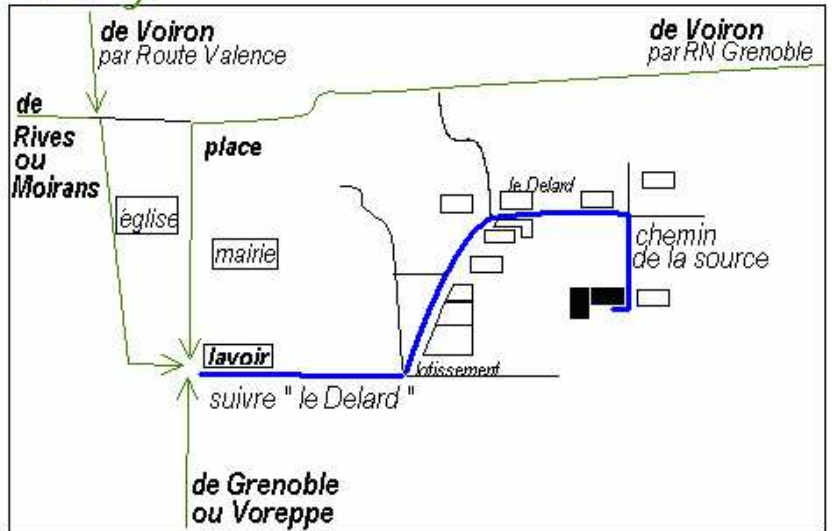 de Voiron
par Route Valence
de Voiron
par RN Grenoble
de
Rives
ou
Moirans
place
église
mairie
le Delard
chemin
de la source
lavoir
lotissement
suivre " le Delard "
de Grenoble
ou Voreppe